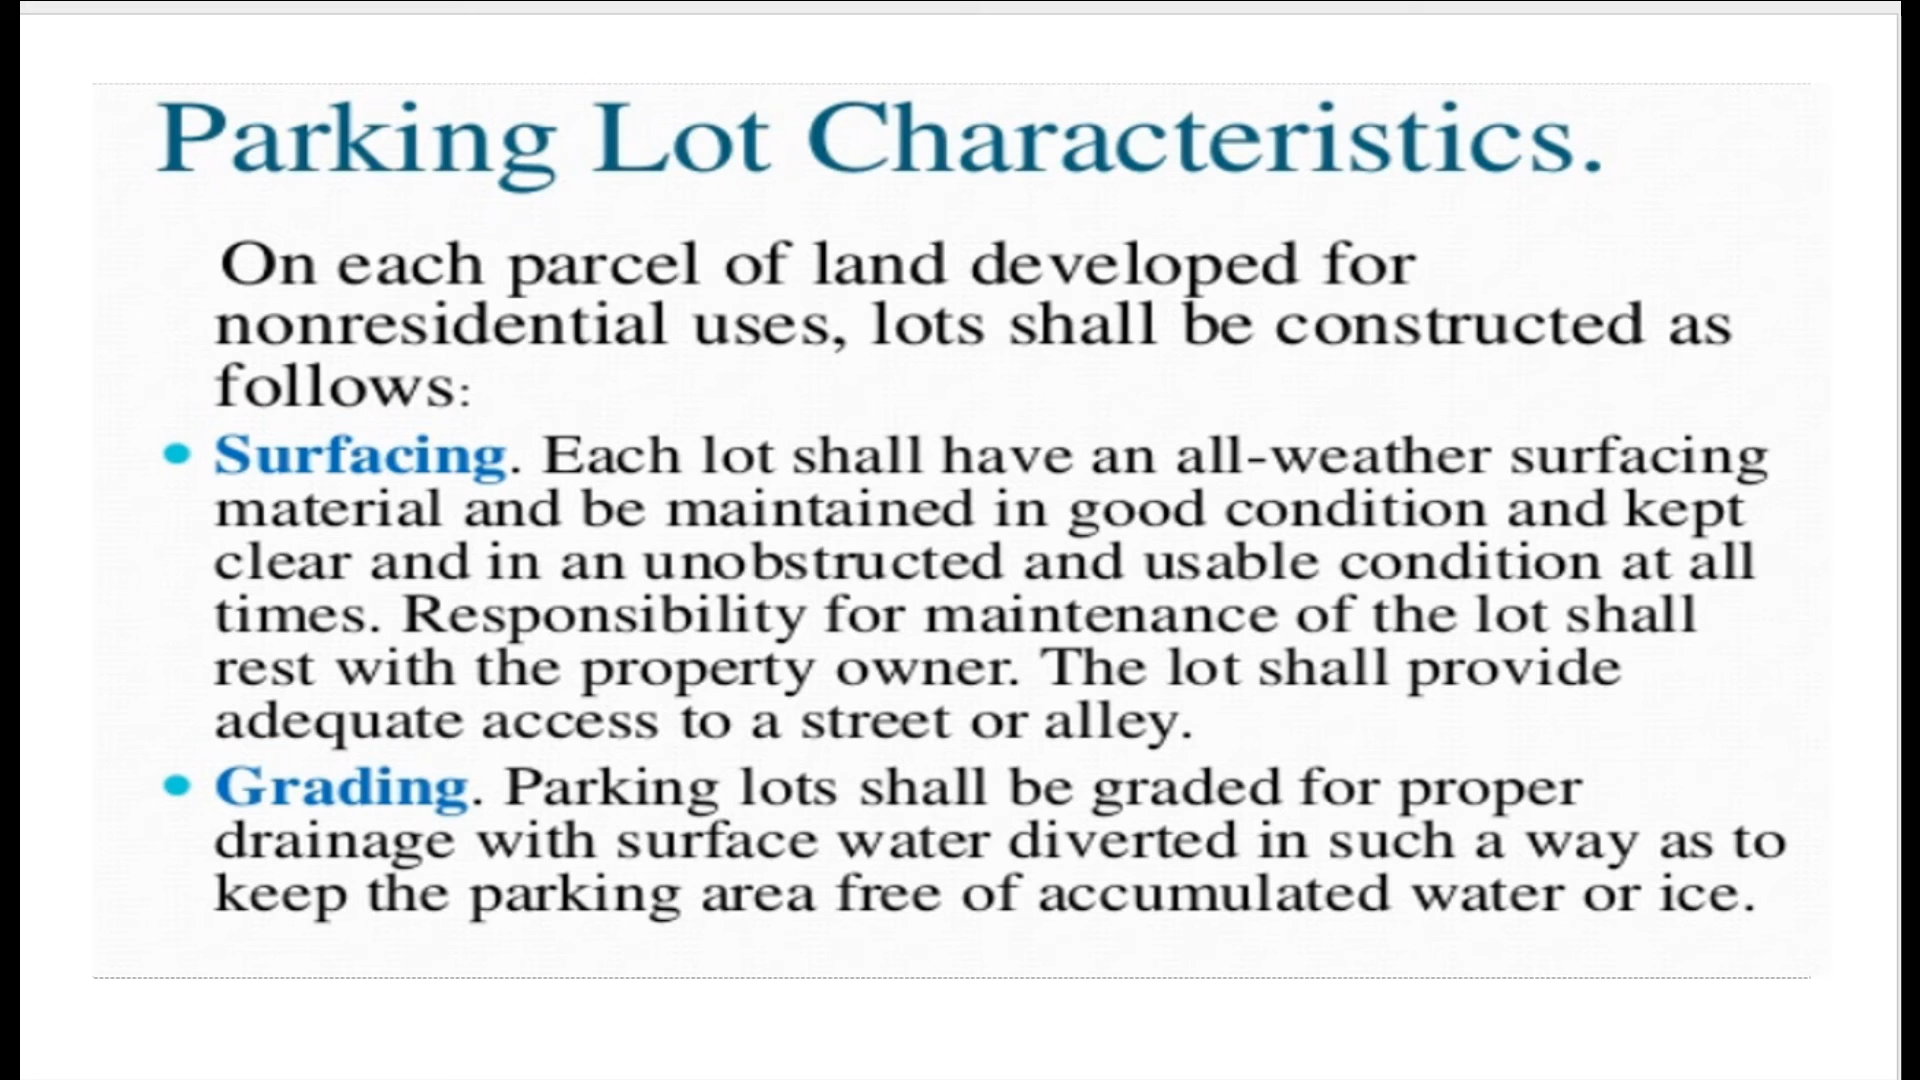 Parking Lot Characteristics.
On each parcel of land developed for
nonresidential uses, lots shall be constructed as
follows:
• Surfacing. Each lot shall have an all-weather surfacing
material and be maintained in good condition and kept
clear and in an unobstructed and usable condition at all
times. Responsibility for maintenance of the lot shall
rest with the property owner. The lot shall provide
adequate access to a street or alley.
• Grading. Parking lots shall be graded for proper
drainage with surface water diverted in such a way as to
keep the parking area free of accumulated water or ice.